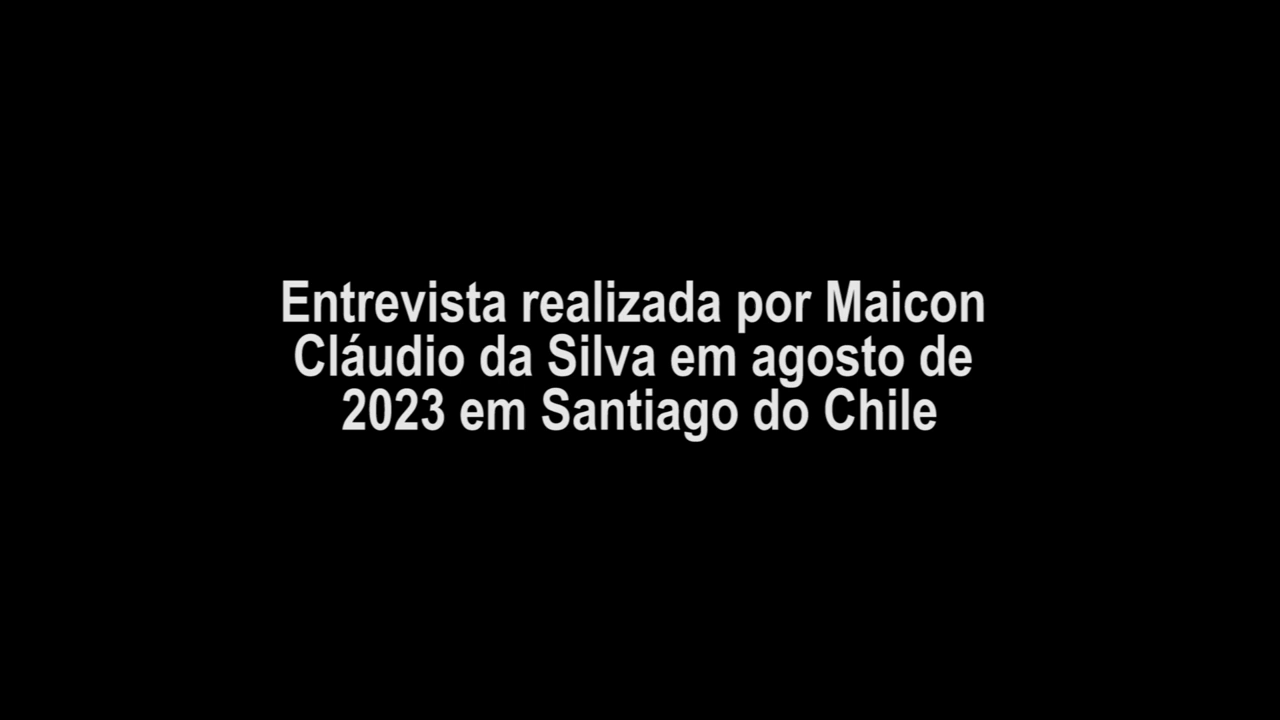 Entrevista realizada por Maicon
Cláudio da Silva em agosto de
2023 em Santiago do Chile